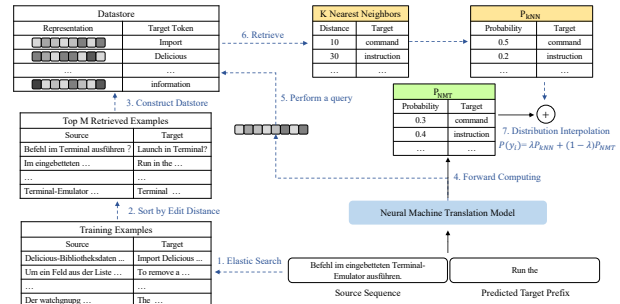 Datastore
Representation Target Token
Import
Delicious
… …
information
6. Retrieve
K Nearest Neighbors
Distance Target
10 command
30 instruction
… …
PkNN
Probability Target
0.5 command
0.2 instruction
… …
3. Construct Datstore
5. Perform a query
PNMT
Probability Target
0.3 command
0.4 instruction
… …
+
7. Distribution Interpolation
P(yi)= λPkNN + (1 − λ)PNMT
Top M Retrieved Examples
Source Target
Befehl im Terminal ausführen ? Launch in Terminal?
Im eingebetteten … Run in the …
… …
Terminal-Emulator … Terminal …
4. Forward Computing
2. Sort by Edit Distance
Neural Machine Translation Model
Training Examples
Source Target
Delicious-Bibliotheksdaten ... Import Delicious ...
Um ein Feld aus der Liste … To remove a …
… …
Der watchgnupg … The …
1. Elastic Search
Befehl im eingebetteten Terminal-
Emulator ausführen.
Run the
Source Sequence Predicted Target Prefix